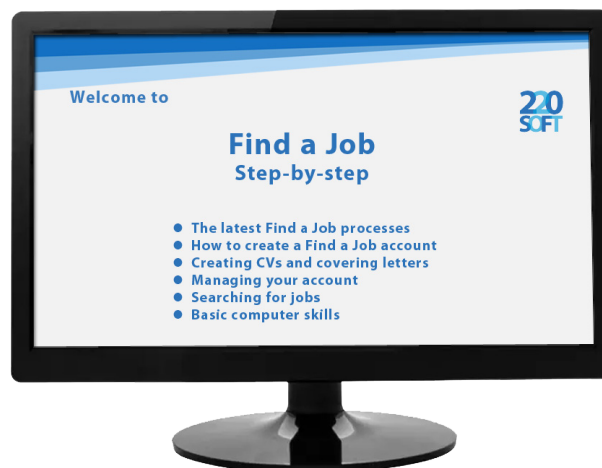 Welcome to
220
SOFT
Find a Job
Step-by-step
The latest Find a Job processes
How to create a Find a Job account
Creating CVs and covering letters
Managing your account
Searching for jobs
Basic computer skills